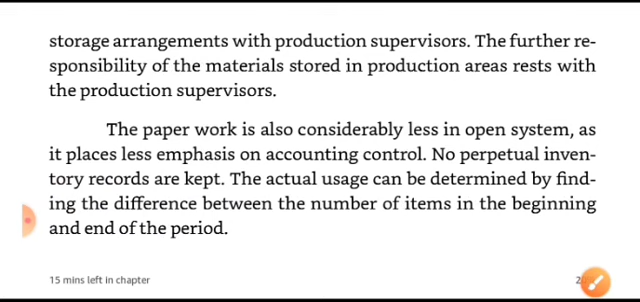 storage arrangements with production supervisors. The further re-
sponsibility of the materials stored in production areas rests with
the production supervisors.
The paper work is also considerably less in open system, as
it places less emphasis on accounting control. No perpetual inven-
tory records are kept. The actual usage can be determined by find-
ing the difference between the number of items in the beginning
and end of the period.
15 mins left in chapter